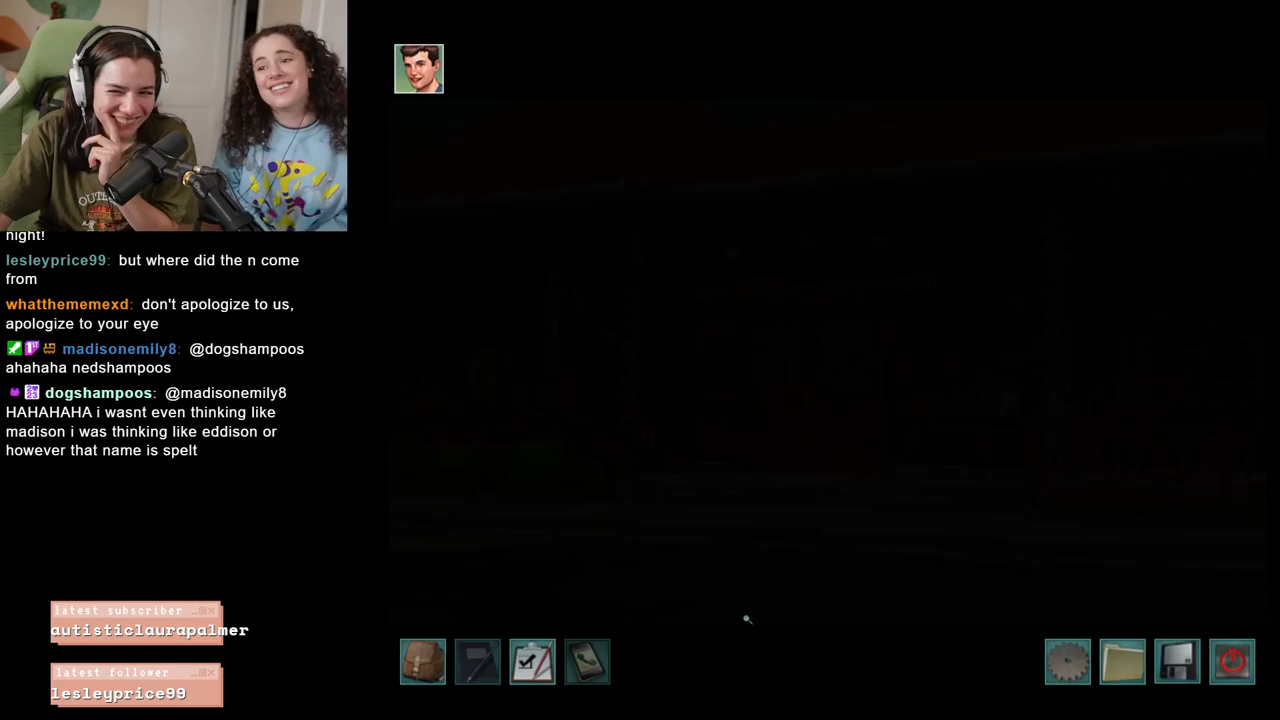 night!
lesleyprice99: but where did the n come
from
whatthememexd: don't apologize to us,
apologize to your eye
madisonemily8: @dogshampoos
ahahaha nedshampoos
dogshampoos: @madisonemily8
HAHAHAHA i wasnt even thinking like
madison i was thinking like eddison or
however that name is spelt
latest subscriber
autisticlaurapalmer
latest follower
lesleyprice99